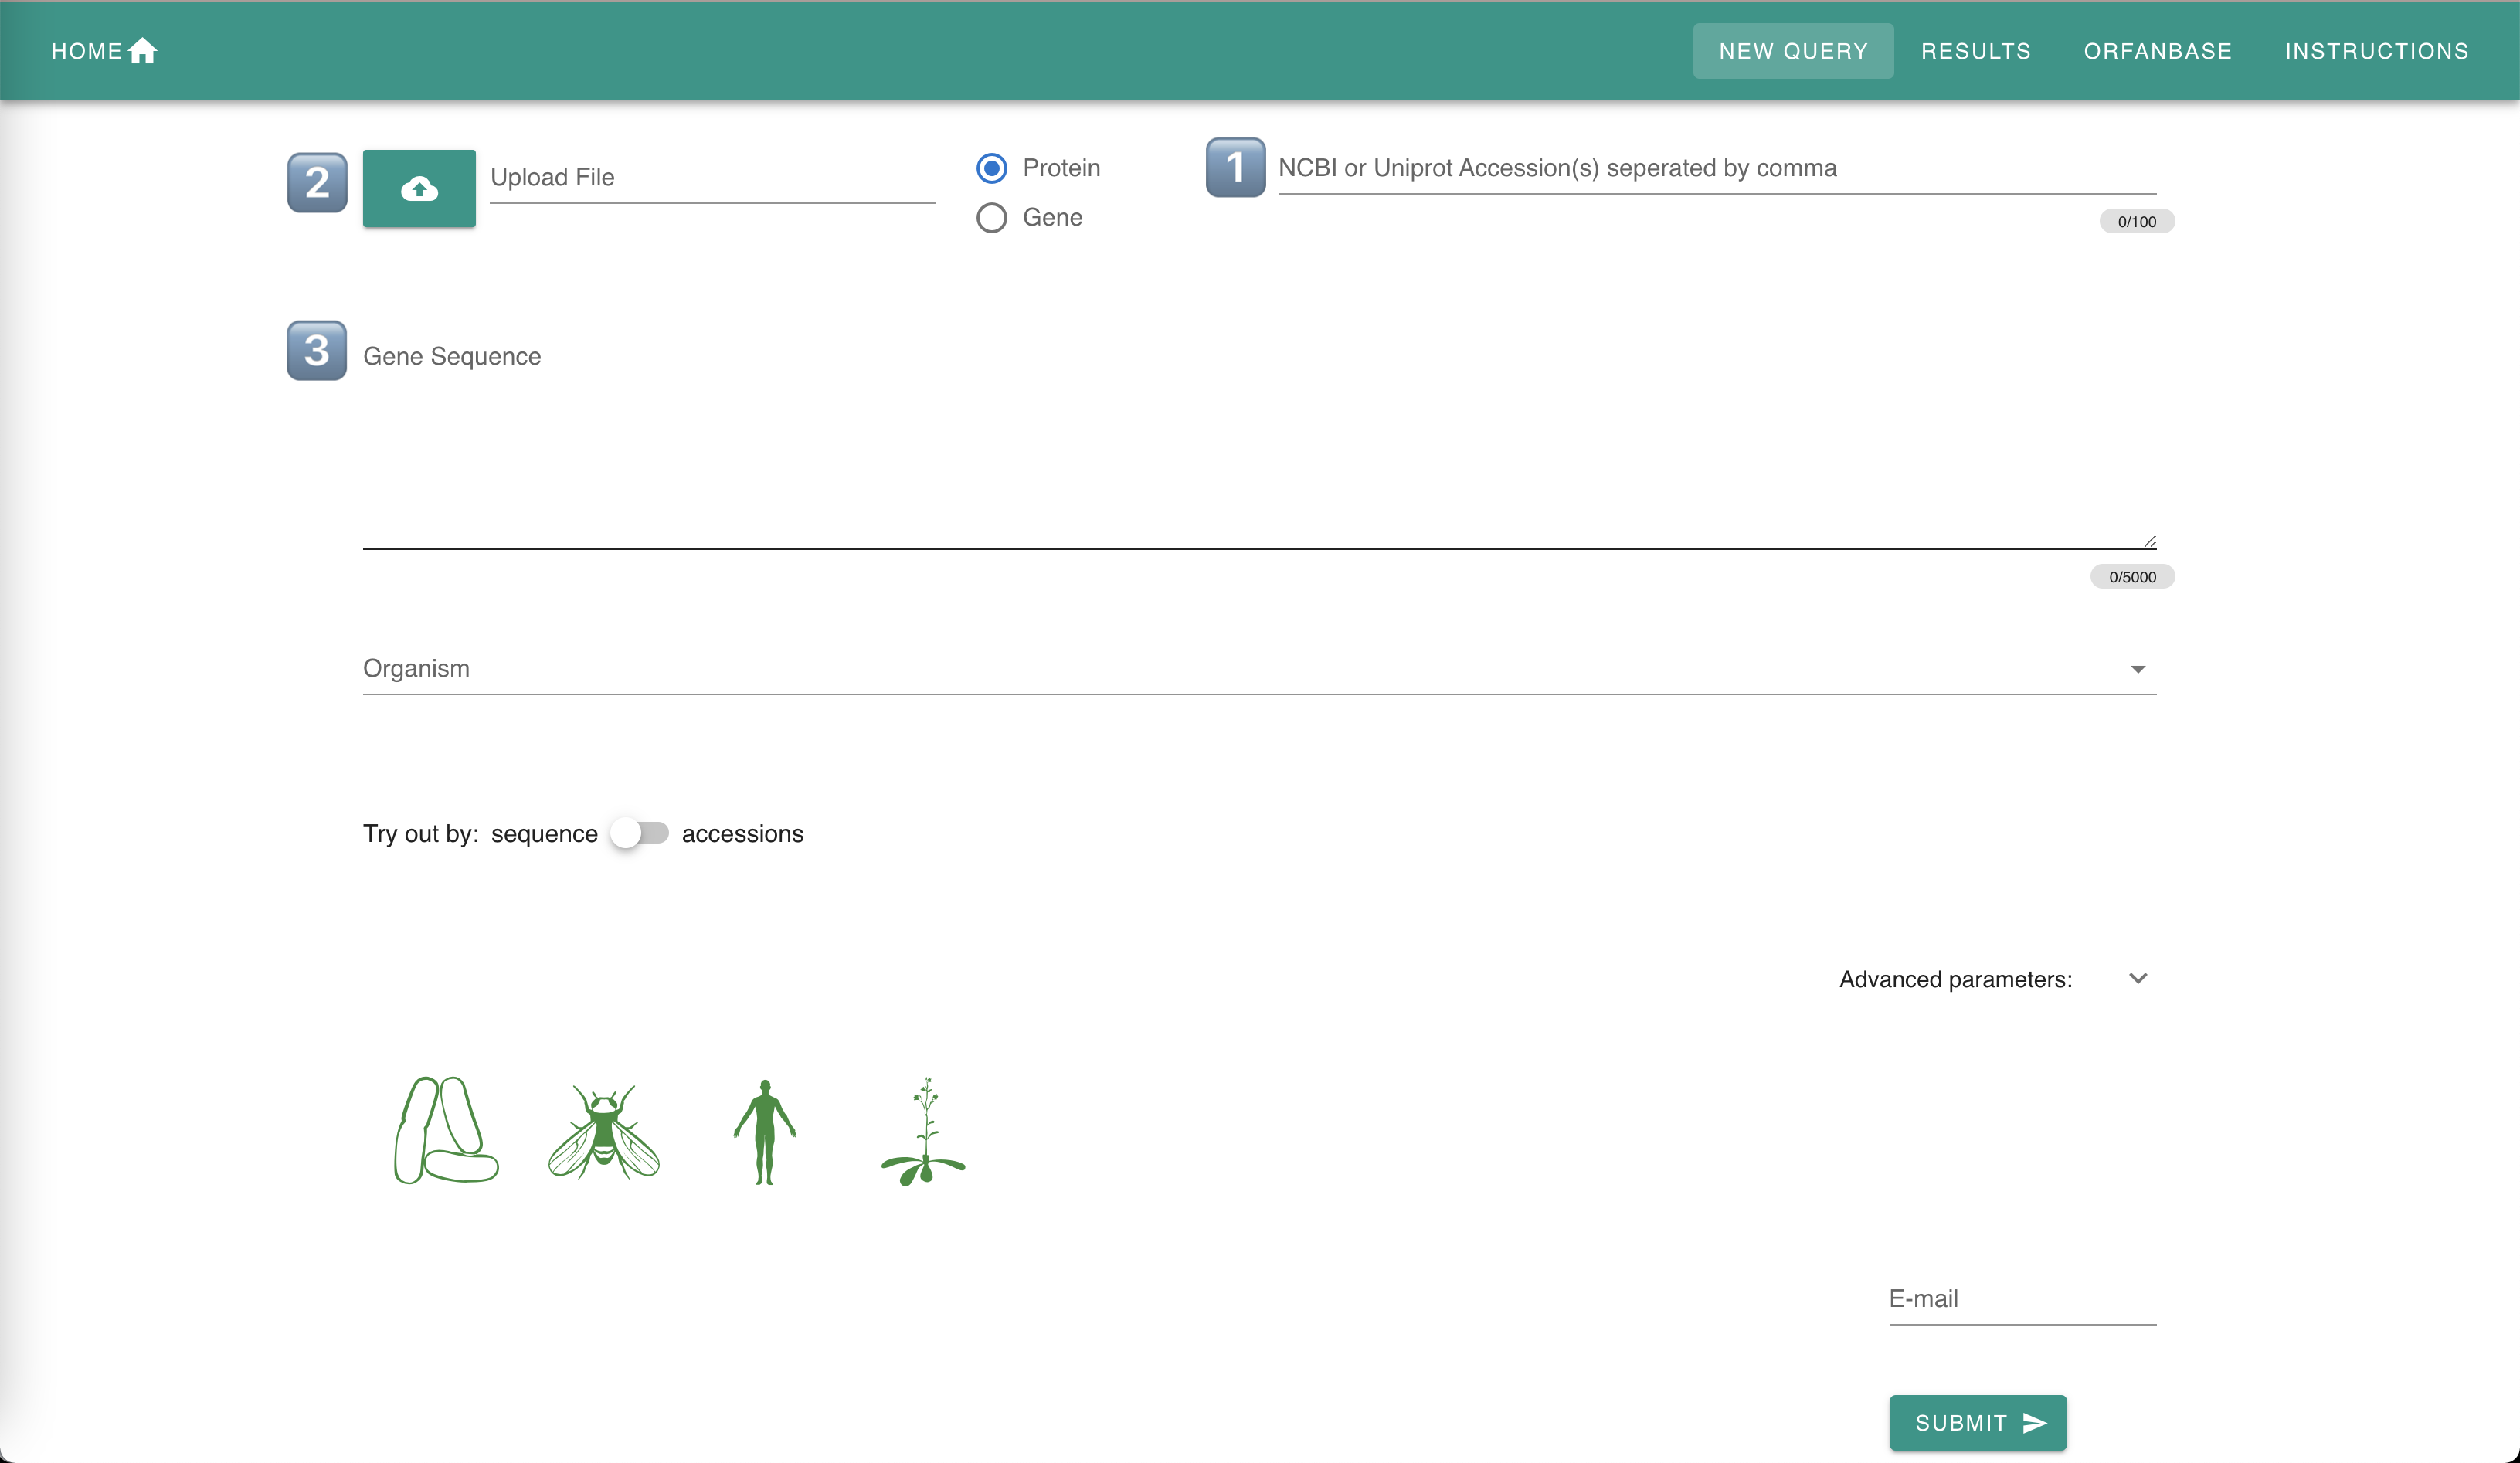 HOME
NEW QUERY
RESULTS
ORFANBASE
INSTRUCTIONS
2
Upload File
Protein
Gene
1
NCBI or Uniprot Accession(s) seperated by comma
0/100
3
Gene Sequence
0/5000
Organism
Try out by: sequence accessions
Advanced parameters:
E-mail
SUBMIT